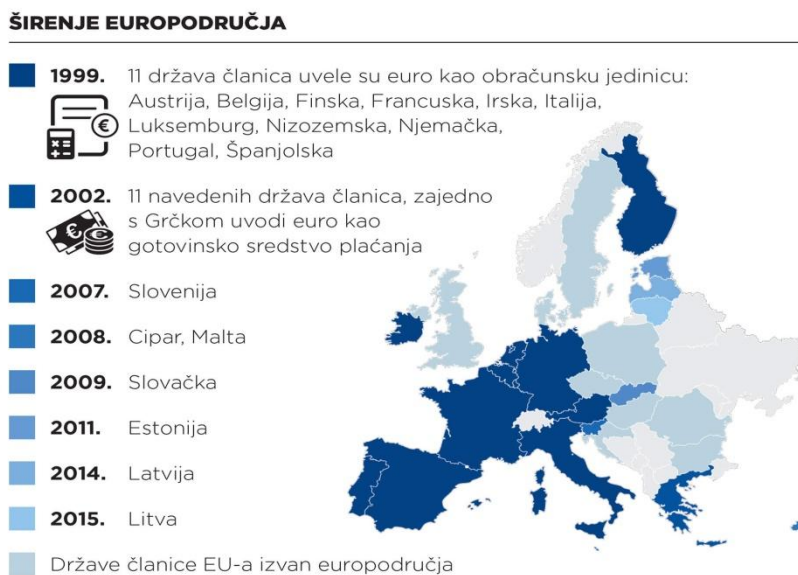 ŠIRENJE EUROPODRUČJA
1999. 11 država članica uvele su euro kao obračunsku jedinicu:
Austrija, Belgija, Finska, Francuska, Irska, Italija,
Luksemburg, Nizozemska, Njemačka,
Portugal, Španjolska
2002. 11 navedenih država članica, zajedno
s Grčkom uvodi euro kao
gotovinsko sredstvo plaćanja
2007. Slovenija
2008. Cipar, Malta
2009. Slovačka
2011. Estonija
2014. Latvija
2015. Litva
Države članice EU-a izvan europodručja